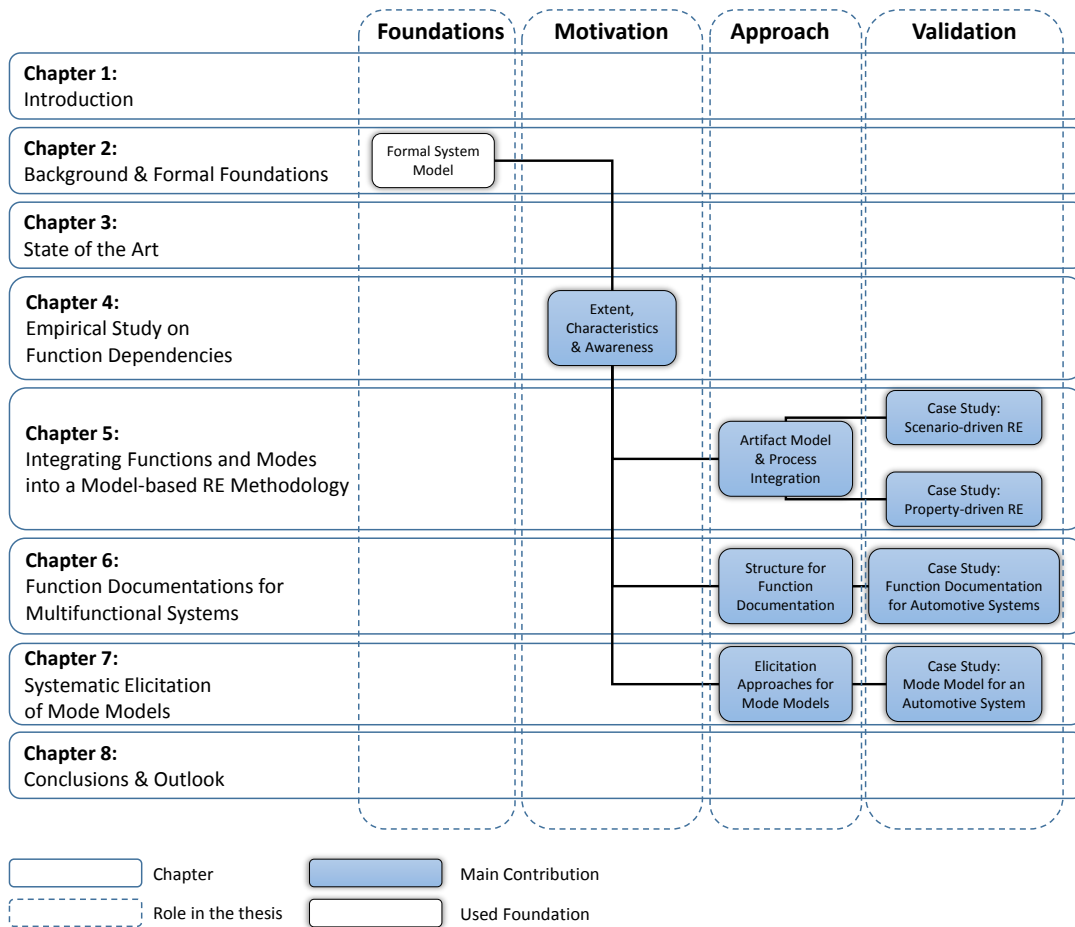 Foundations
Motivation
Approach
Validation
Chapter 1:
Introduction
Chapter 2:
Background & Formal Foundations
Formal System
Model
Chapter 3:
State of the Art
Chapter 4:
Empirical Study on
Function Dependencies
Extent,
Characteristics
& Awareness
Chapter 5:
Integrating Functions and Modes
into a Model-based RE Methodology
Artifact Model
& Process
Integration
Case Study:
Scenario-driven RE
Case Study:
Property-driven RE
Chapter 6:
Function Documentations for
Multifunctional Systems
Structure for
Function
Documentation
Case Study:
Function Documentation
for Automotive Systems
Chapter 7:
Systematic Elicitation
of Mode Models
Elicitation
Approaches for
Mode Models
Case Study:
Mode Model for an
Automotive System
Chapter 8:
Conclusions & Outlook
Chapter
Main Contribution
Role in the thesis
Used Foundation